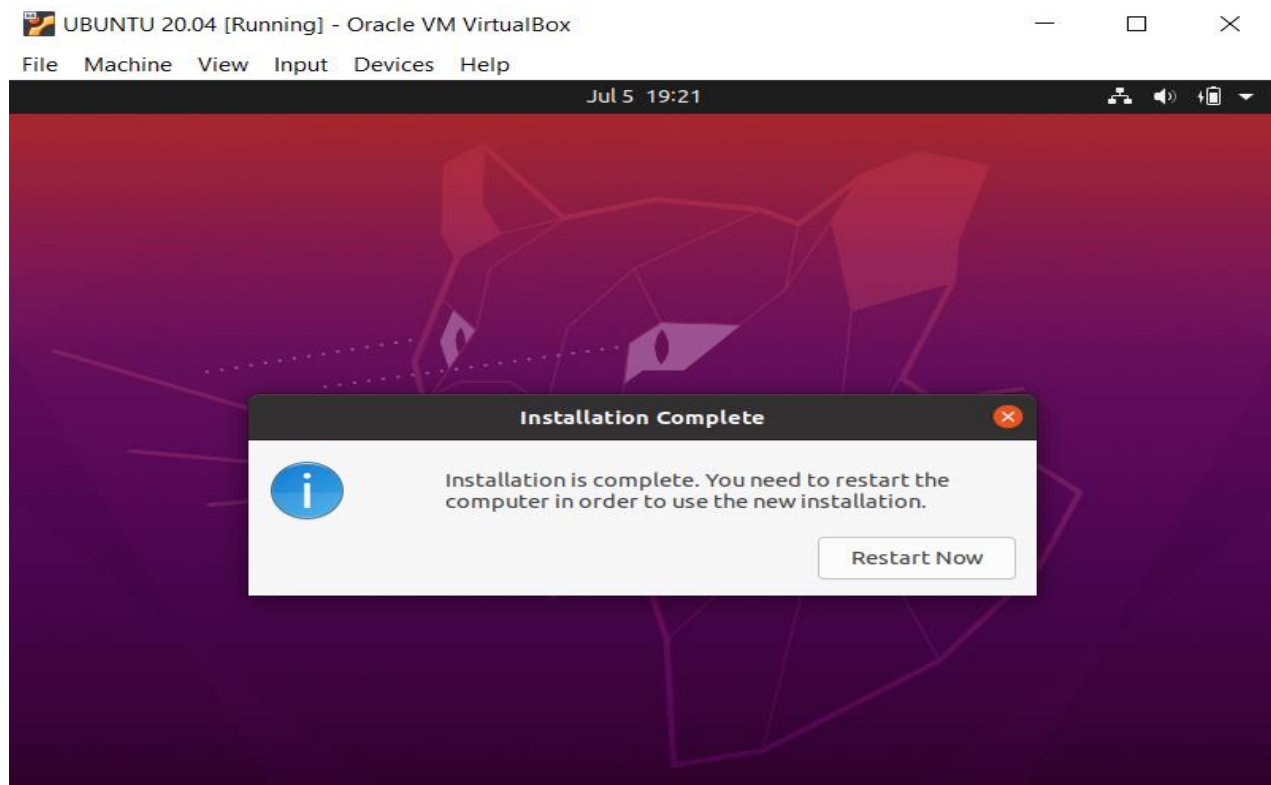 UBUNTU 20.04 [Running] - Oracle VM VirtualBox
File Machine View Input Devices Help
Jul 5 19:21
Installation Complete
Installation is complete. You need to restart the
computer in order to use the new installation.
Restart Now